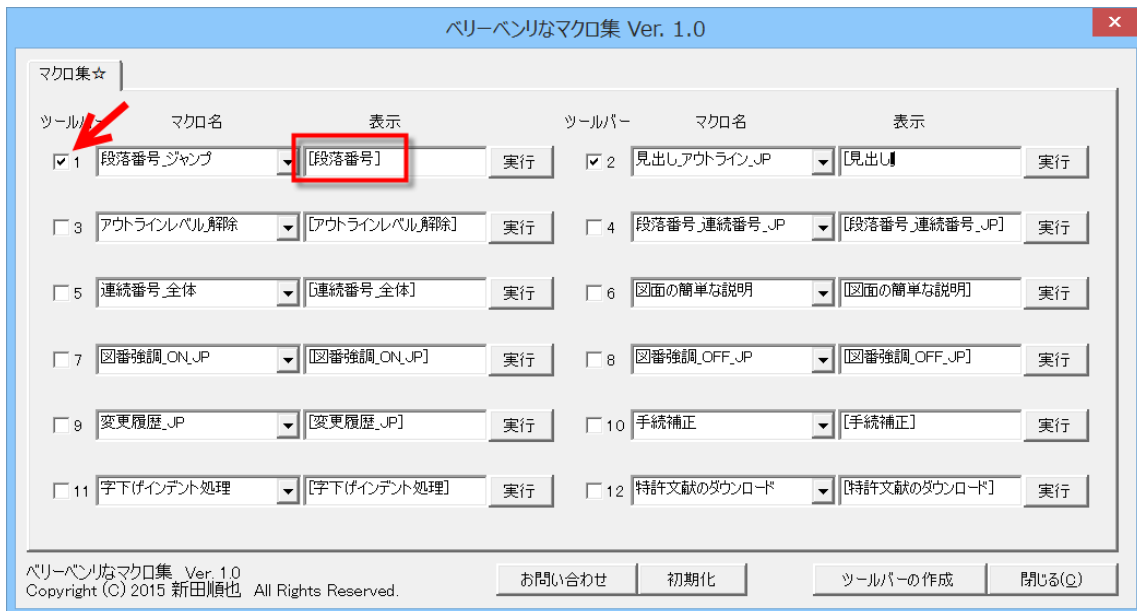 ベリーベンリなマクロ集 Ver. 1.0
マクロ集☆
ツールバー マクロ名 表示 ツールバー マクロ名 表示
1 段落番号_ジャンプ [段落番号] 実行 2 見出し_アウトライン_JP [見出し 実行
3 アウトラインレベル_解除 [アウトラインレベル_解除] 実行 4 段落番号_連続番号_JP [段落番号_連続番号_JP] 実行
5 連続番号_全体 [連続番号_全体] 実行 6 図面の簡単な説明 [図面の簡単な説明] 実行
7 図番強調_ON_JP [図番強調_ON_JP] 実行 8 図番強調_OFF_JP [図番強調_OFF_JP] 実行
9 変更履歴_JP [変更履歴_JP] 実行 10 手続補正 [手続補正] 実行
11 字下げインデント処理 [字下げインデント処理] 実行 12 特許文献のダウンロード [特許文献のダウンロード] 実行
ベリーベンリなマクロ集 Ver. 1.0
Copyright (C) 2015 新田順也 All Rights Reserved.
お問い合わせ 初期化 ツールバーの作成 閉じる(C)